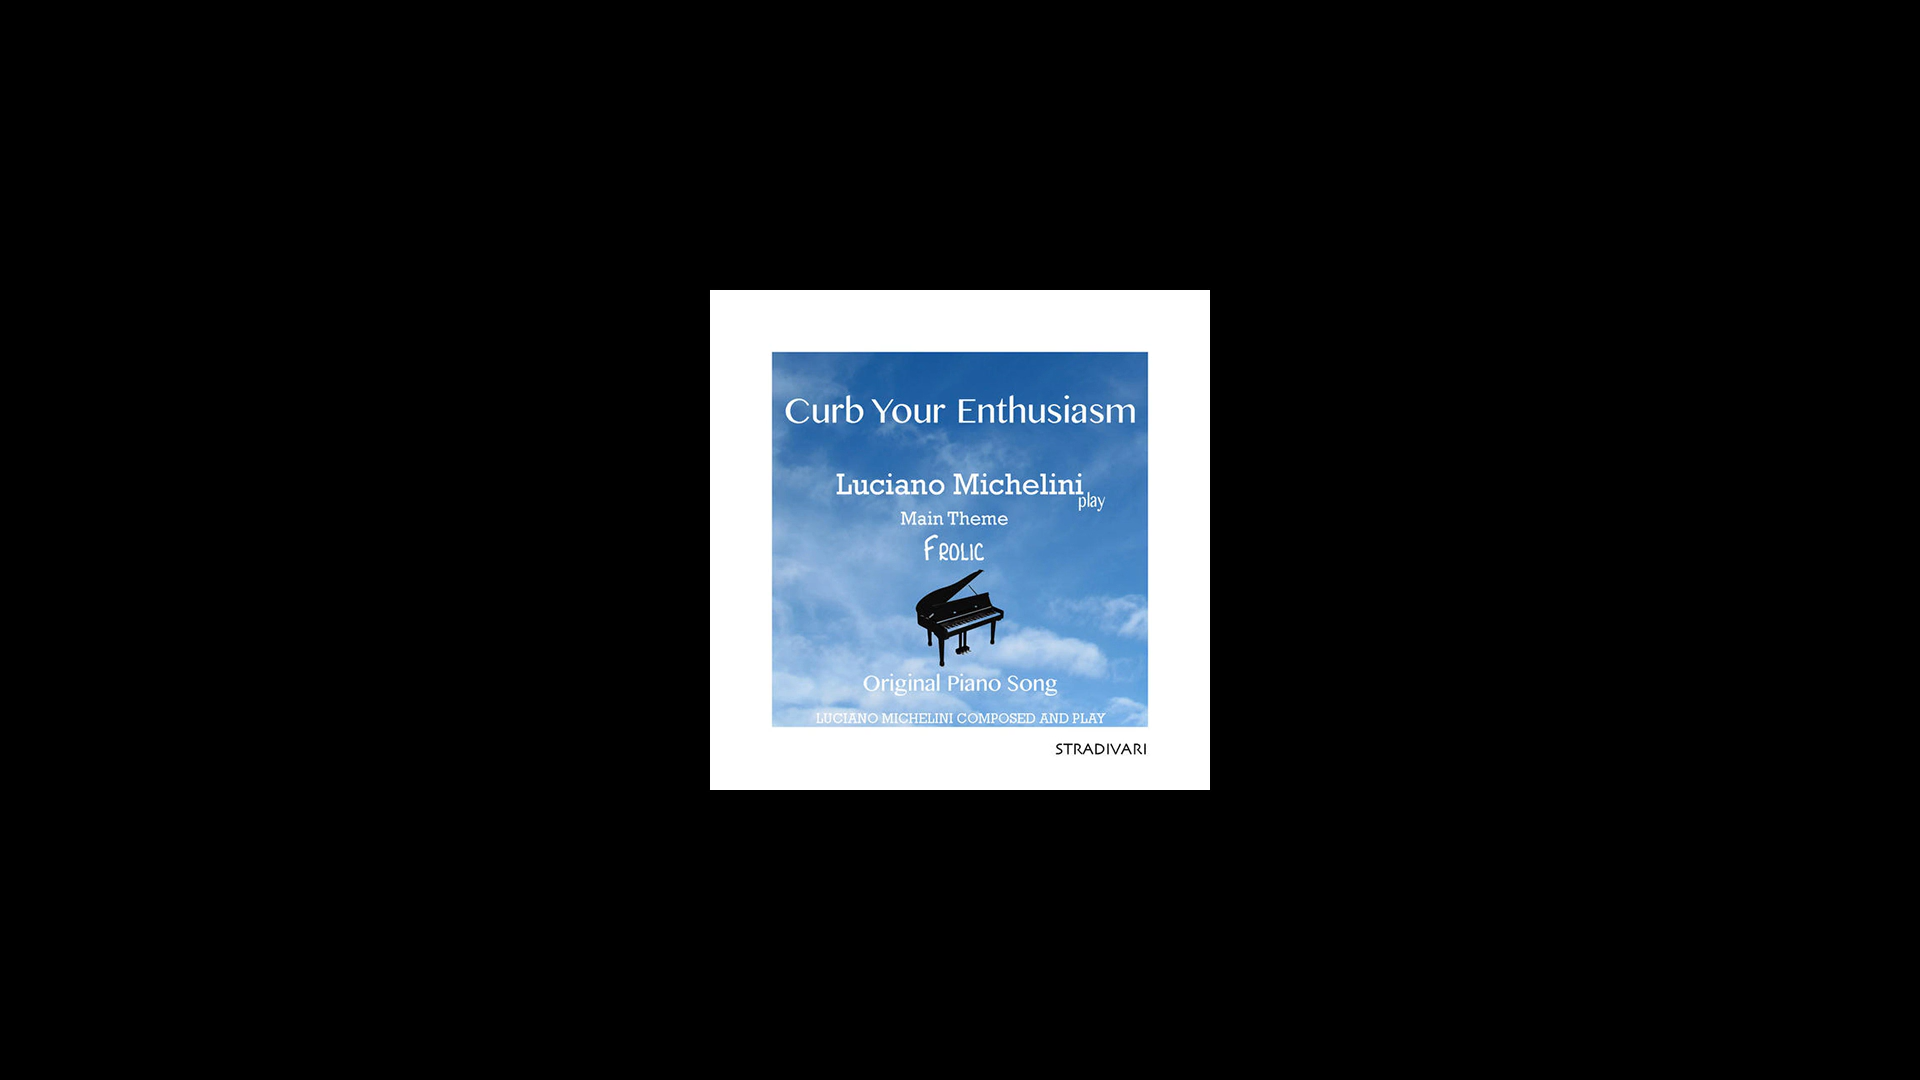 Curb Your Enthusiasm
Luciano Michelini
play
Main Theme
FROLIC
Original Piano Song
LUCIANO MICHELINI COMPOSED AND PLAY
STRADIVARI